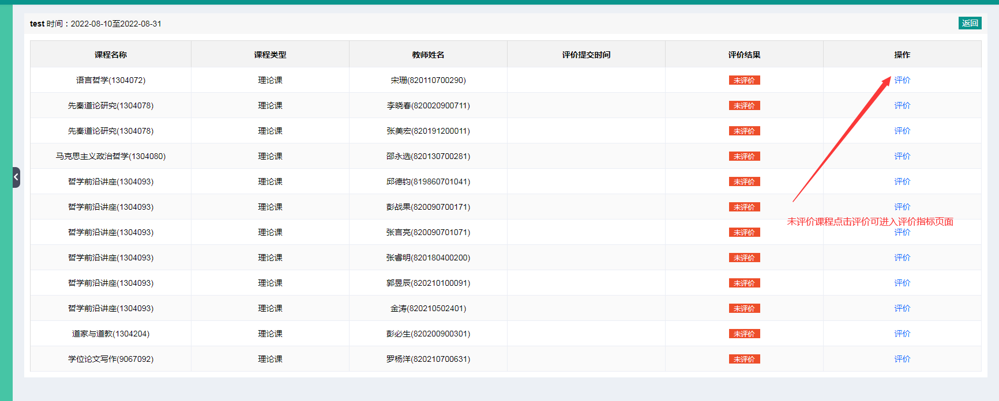 test 时间：2022-08-10至2022-08-31 返回
课程名称 课程类型 教师姓名 评价提交时间 评价结果 操作
语言哲学(1304072) 理论课 宋珊(820110700290) 未评价 评价
先秦道论研究(1304078) 理论课 李晓春(820020900711) 未评价 评价
先秦道论研究(1304078) 理论课 张美宏(820191200011) 未评价 评价
马克思主义政治哲学(1304080) 理论课 邵永选(820130700281) 未评价 评价
哲学前沿讲座(1304093) 理论课 邱德钧(819860701041) 未评价 评价
哲学前沿讲座(1304093) 理论课 彭战果(820090700171) 未评价 评价
未评价课程点击评价可进入评价指标页面
哲学前沿讲座(1304093) 理论课 张言亮(820090701071) 未评价 评价
哲学前沿讲座(1304093) 理论课 张睿明(820180400200) 未评价 评价
哲学前沿讲座(1304093) 理论课 郭昱辰(820210100091) 未评价 评价
哲学前沿讲座(1304093) 理论课 金涛(820210502401) 未评价 评价
道家与道教(1304204) 理论课 彭必生(820200900301) 未评价 评价
学位论文写作(9067092) 理论课 罗杨洋(820210700631) 未评价 评价